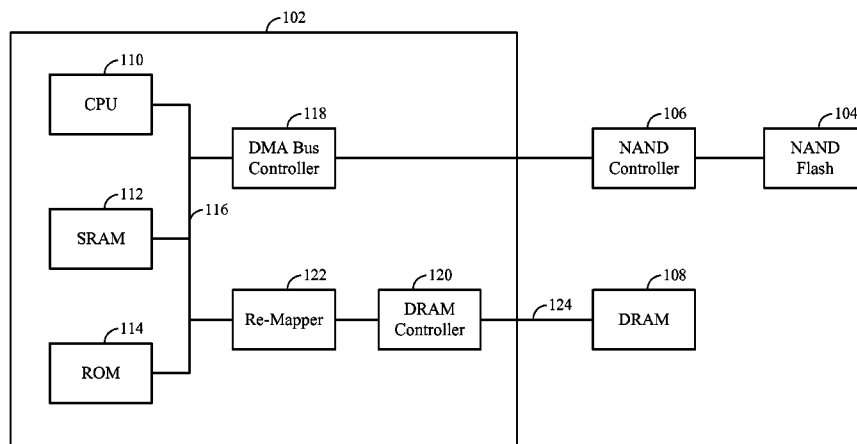 102
110
CPU
118
DMA Bus
Controller
106
NAND
Controller
104
NAND
Flash
112
SRAM
116
122
Re-Mapper
120
DRAM
Controller
124
108
DRAM
114
ROM